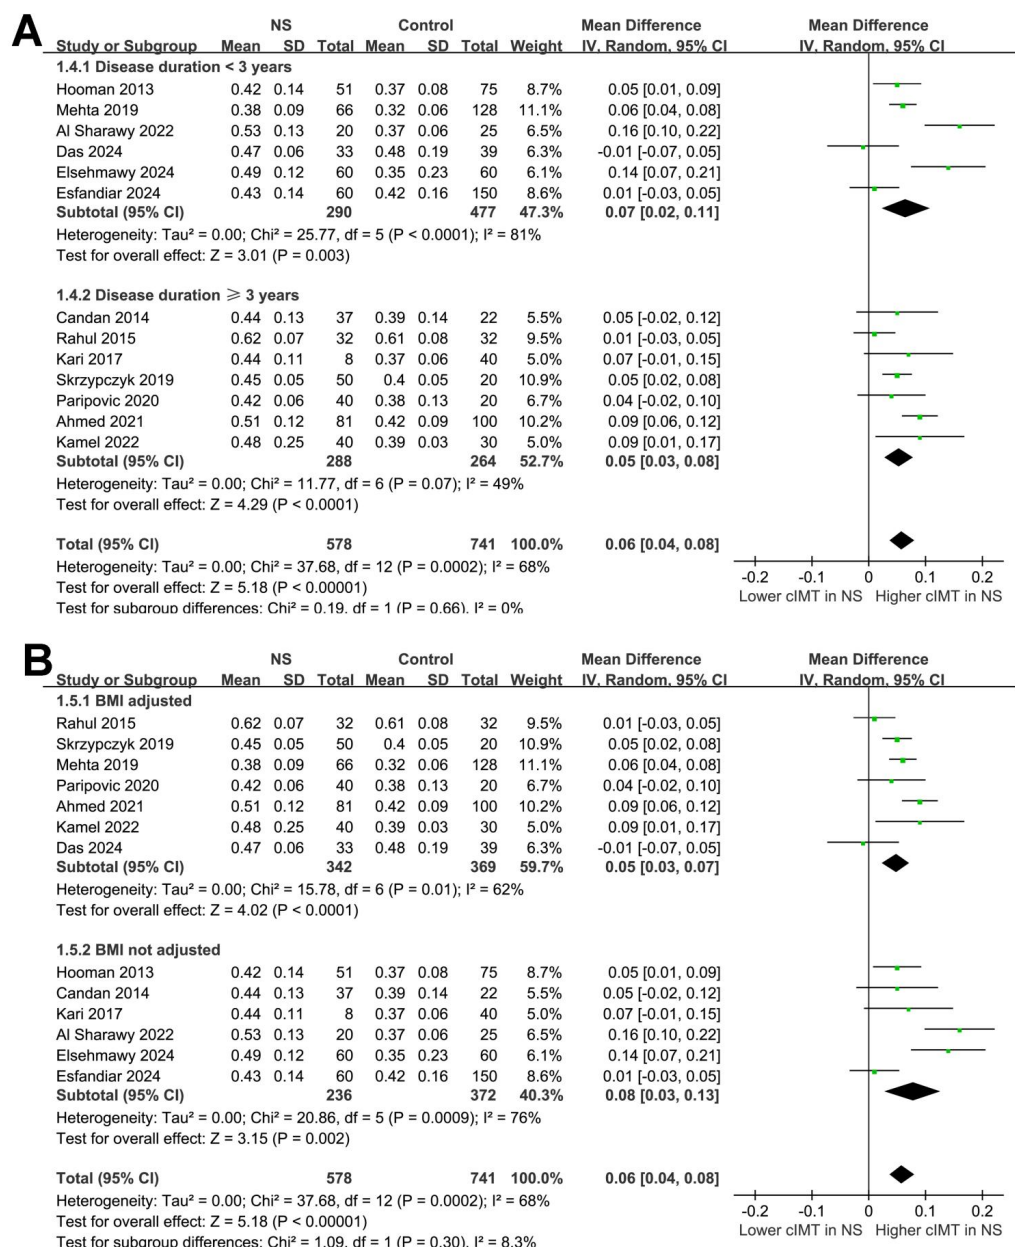 A
NS Control Mean Difference Mean Difference
Study or Subgroup Mean SD Total Mean SD Total Weight IV, Random, 95% CI IV, Random, 95% CI
1.4.1 Disease duration < 3 years
Hooman 2013 0.42 0.14 51 0.37 0.08 75 8.7% 0.05 [0.01, 0.09]
Mehta 2019 0.38 0.09 66 0.32 0.06 128 11.1% 0.06 [0.04, 0.08]
Al Sharawy 2022 0.53 0.13 20 0.37 0.06 25 6.5% 0.16 [0.10, 0.22]
Das 2024 0.47 0.06 33 0.48 0.19 39 6.3% -0.01 [-0.07, 0.05]
Elsehmawy 2024 0.49 0.12 60 0.35 0.23 60 6.1% 0.14 [0.07, 0.21]
Esfandiar 2024 0.43 0.14 60 0.42 0.16 150 8.6% 0.01 [-0.03, 0.05]
Subtotal (95% CI) 290 477 47.3% 0.07 [0.02, 0.11]
Heterogeneity: Tau² = 0.00; Chi² = 25.77, df = 5 (P < 0.0001); I² = 81%
Test for overall effect: Z = 3.01 (P = 0.003)
1.4.2 Disease duration ⩾ 3 years
Candan 2014 0.44 0.13 37 0.39 0.14 22 5.5% 0.05 [-0.02, 0.12]
Rahul 2015 0.62 0.07 32 0.61 0.08 32 9.5% 0.01 [-0.03, 0.05]
Kari 2017 0.44 0.11 8 0.37 0.06 40 5.0% 0.07 [-0.01, 0.15]
Skrzypczyk 2019 0.45 0.05 50 0.4 0.05 20 10.9% 0.05 [0.02, 0.08]
Paripovic 2020 0.42 0.06 40 0.38 0.13 20 6.7% 0.04 [-0.02, 0.10]
Ahmed 2021 0.51 0.12 81 0.42 0.09 100 10.2% 0.09 [0.06, 0.12]
Kamel 2022 0.48 0.25 40 0.39 0.03 30 5.0% 0.09 [0.01, 0.17]
Subtotal (95% CI) 288 264 52.7% 0.05 [0.03, 0.08]
Heterogeneity: Tau² = 0.00; Chi² = 11.77, df = 6 (P = 0.07); I² = 49%
Test for overall effect: Z = 4.29 (P < 0.0001)
Total (95% CI) 578 741 100.0% 0.06 [0.04, 0.08]
Heterogeneity: Tau² = 0.00; Chi² = 37.68, df = 12 (P = 0.0002); I² = 68%
Test for overall effect: Z = 5.18 (P < 0.00001)
Test for subgroup differences: Chi² = 0.19. df = 1 (P = 0.66). I² = 0%
-0.2 -0.1 0 0.1 0.2
Lower cIMT in NS Higher cIMT in NS
B
NS Control Mean Difference Mean Difference
Study or Subgroup Mean SD Total Mean SD Total Weight IV, Random, 95% CI IV, Random, 95% CI
1.5.1 BMI adjusted
Rahul 2015 0.62 0.07 32 0.61 0.08 32 9.5% 0.01 [-0.03, 0.05]
Skrzypczyk 2019 0.45 0.05 50 0.4 0.05 20 10.9% 0.05 [0.02, 0.08]
Mehta 2019 0.38 0.09 66 0.32 0.06 128 11.1% 0.06 [0.04, 0.08]
Paripovic 2020 0.42 0.06 40 0.38 0.13 20 6.7% 0.04 [-0.02, 0.10]
Ahmed 2021 0.51 0.12 81 0.42 0.09 100 10.2% 0.09 [0.06, 0.12]
Kamel 2022 0.48 0.25 40 0.39 0.03 30 5.0% 0.09 [0.01, 0.17]
Das 2024 0.47 0.06 33 0.48 0.19 39 6.3% -0.01 [-0.07, 0.05]
Subtotal (95% CI) 342 369 59.7% 0.05 [0.03, 0.07]
Heterogeneity: Tau² = 0.00; Chi² = 15.78, df = 6 (P = 0.01); I² = 62%
Test for overall effect: Z = 4.02 (P < 0.0001)
1.5.2 BMI not adjusted
Hooman 2013 0.42 0.14 51 0.37 0.08 75 8.7% 0.05 [0.01, 0.09]
Candan 2014 0.44 0.13 37 0.39 0.14 22 5.5% 0.05 [-0.02, 0.12]
Kari 2017 0.44 0.11 8 0.37 0.06 40 5.0% 0.07 [-0.01, 0.15]
Al Sharawy 2022 0.53 0.13 20 0.37 0.06 25 6.5% 0.16 [0.10, 0.22]
Elsehmawy 2024 0.49 0.12 60 0.35 0.23 60 6.1% 0.14 [0.07, 0.21]
Esfandiar 2024 0.43 0.14 60 0.42 0.16 150 8.6% 0.01 [-0.03, 0.05]
Subtotal (95% CI) 236 372 40.3% 0.08 [0.03, 0.13]
Heterogeneity: Tau² = 0.00; Chi² = 20.86, df = 5 (P = 0.0009); I² = 76%
Test for overall effect: Z = 3.15 (P = 0.002)
Total (95% CI) 578 741 100.0% 0.06 [0.04, 0.08]
Heterogeneity: Tau² = 0.00; Chi² = 37.68, df = 12 (P = 0.0002); I² = 68%
Test for overall effect: Z = 5.18 (P < 0.00001)
Test for subgroup differences: Chi² = 1.09. df = 1 (P = 0.30). I² = 8.3%
-0.2 -0.1 0 0.1 0.2
Lower cIMT in NS Higher cIMT in NS